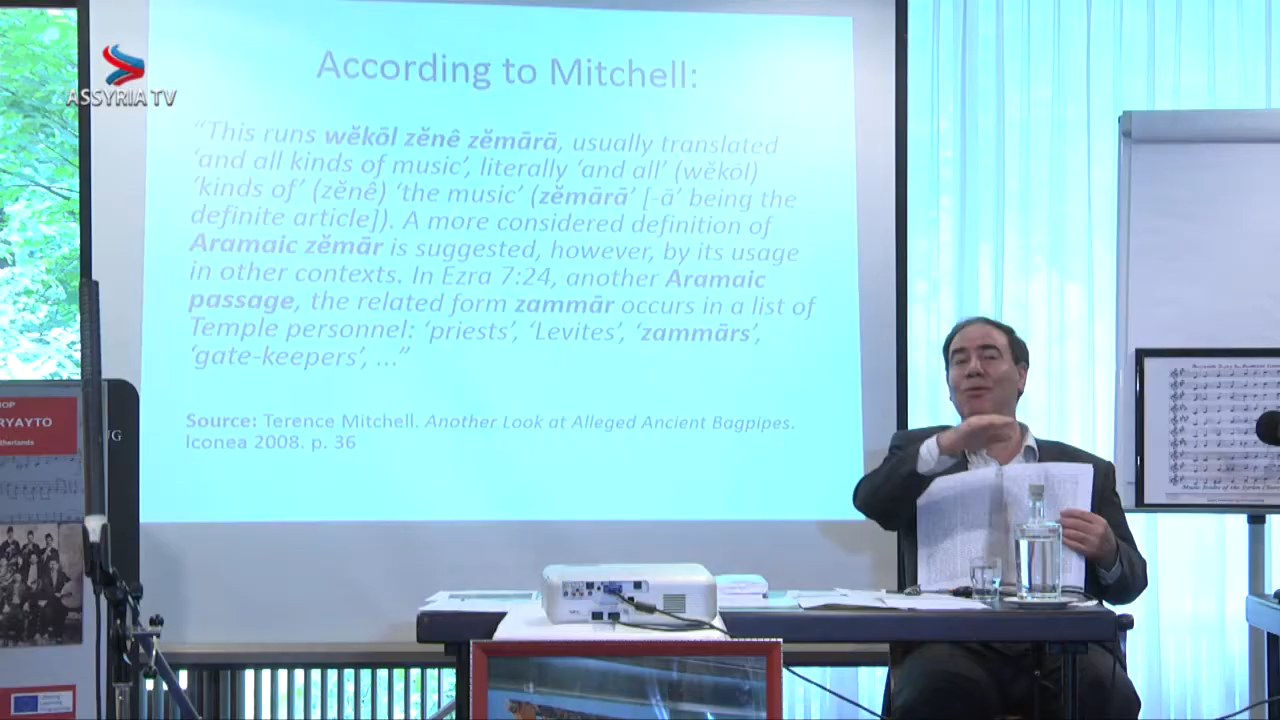 ASSYRIA TV
According to Mitchell:
“This runs wĕkōl zĕnê zĕmārā, usually translated
‘and all kinds of music’, literally ‘and all’ (wĕkōl)
‘kinds of’ (zĕnê) ‘the music’ (zĕmārā’ [-ā’ being the
definite article]). A more considered definition of
Aramaic zĕmār is suggested, however, by its usage
in other contexts. In Ezra 7:24, another Aramaic
passage, the related form zammār occurs in a list of
Temple personnel: ‘priests’, ‘Levites’, ‘zammārs’,
‘gate-keepers’, ...”
Source: Terence Mitchell. Another Look at Alleged Ancient Bagpipes.
Iconea 2008. p. 36